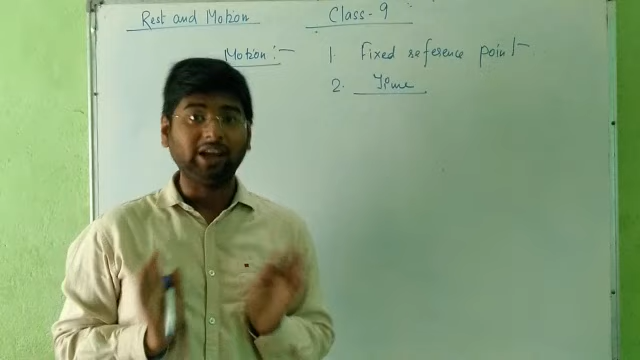 Rest and Motion Class-9
Motion :- 1. Fixed reference point-
2. Time